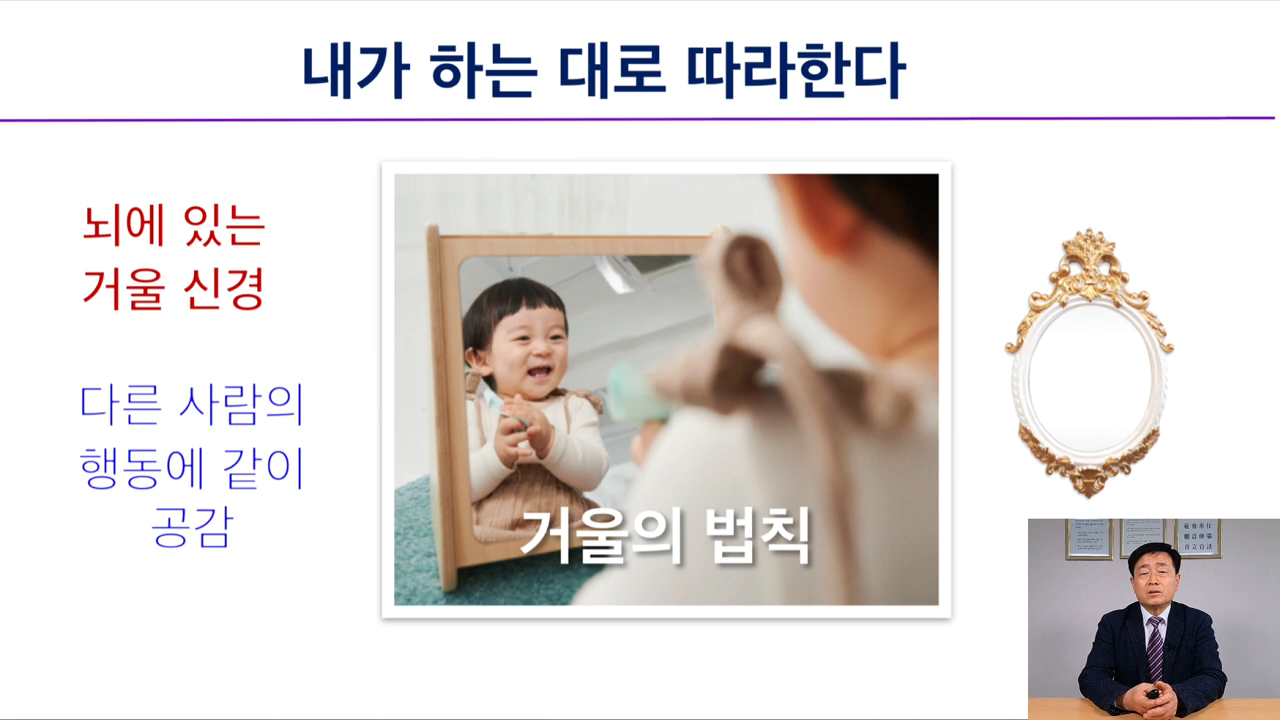 내가 하는 대로 따라한다
뇌에 있는
거울 신경
다른 사람의
행동에 같이
공감
거울의 법칙